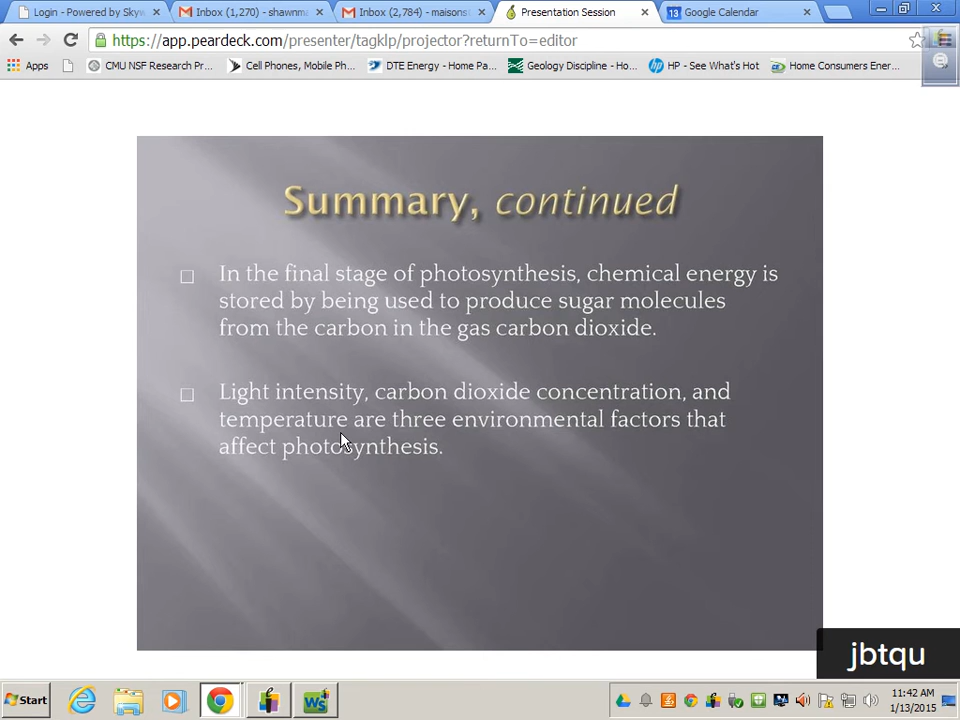 Login - Powered by Skyw
Inbox (1,270) - shawnm
Inbox (2,784) - maisons
Presentation Session
13 Google Calendar
https://app.peardeck.com/presenter/tagklp/projector?returnTo=editor
Apps
CMU NSF Research Pr...
Cell Phones, Mobile Ph...
DTE Energy - Home Pa...
Geology Discipline - Ho...
hp HP - See What's Hot
Home Consumers Ener...
Summary, continued
In the final stage of photosynthesis, chemical energy is
stored by being used to produce sugar molecules
from the carbon in the gas carbon dioxide.
Light intensity, carbon dioxide concentration, and
temperature are three environmental factors that
affect photosynthesis.
jbtqu
Start
11:42 AM
1/13/2015